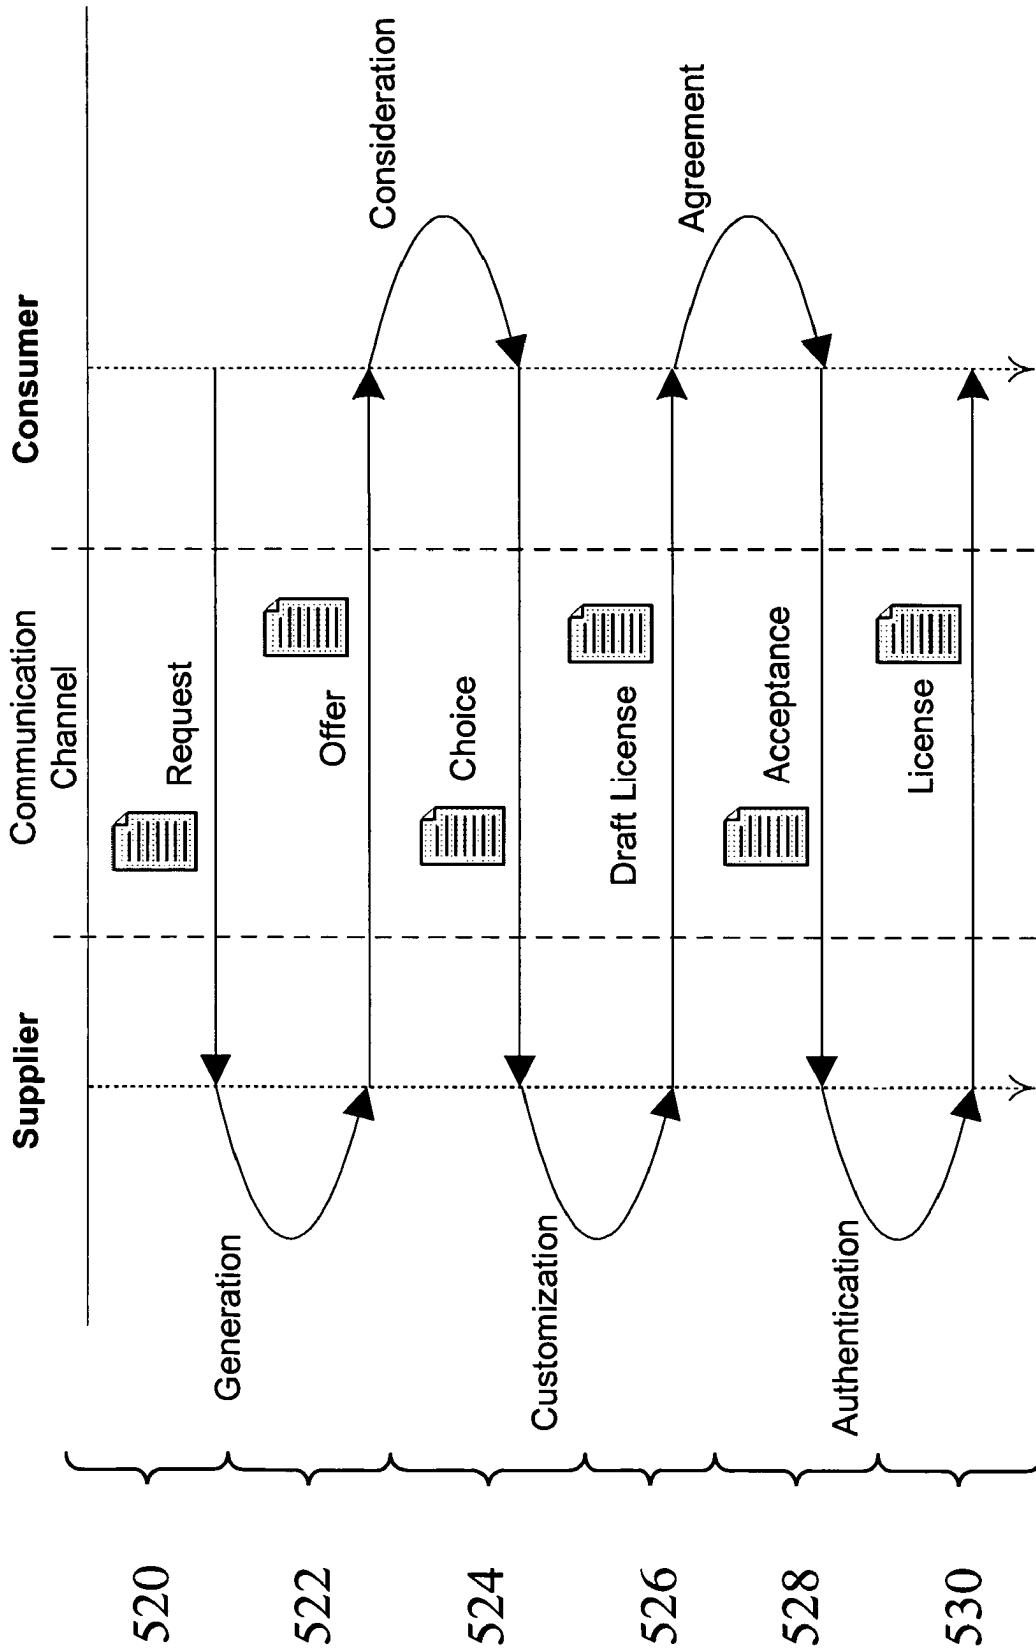 Supplier
Communication
Channel
Consumer
520
Request
Generation
522
Offer
Consideration
524
Choice
Customization
526
Draft License
Agreement
528
Acceptance
Authentication
530
License